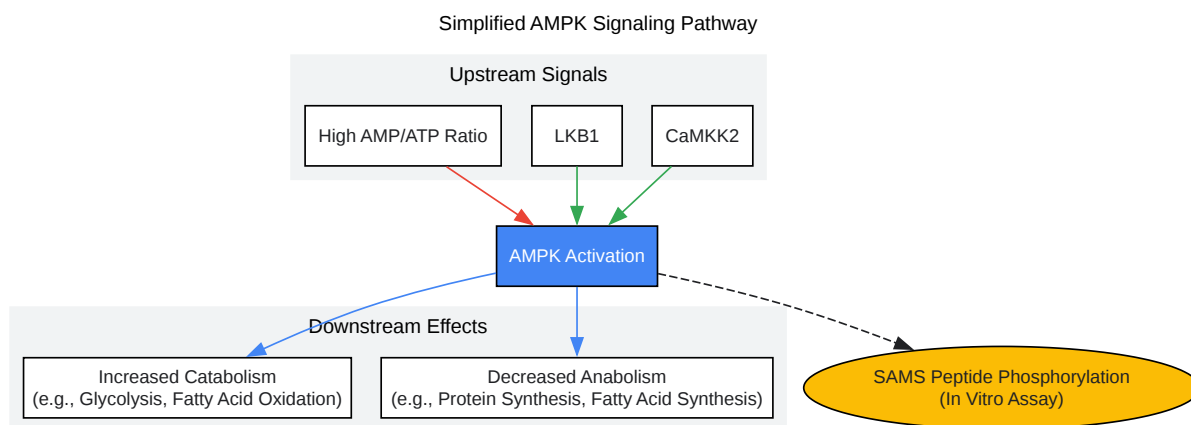 Simplified AMPK Signaling Pathway
Upstream Signals
High AMP/ATP Ratio
LKB1
CaMKK2
AMPK Activation
Downstream Effects
Increased Catabolism
(e.g., Glycolysis, Fatty Acid Oxidation)
Decreased Anabolism
(e.g., Protein Synthesis, Fatty Acid Synthesis)
SAMS Peptide Phosphorylation
(In Vitro Assay)